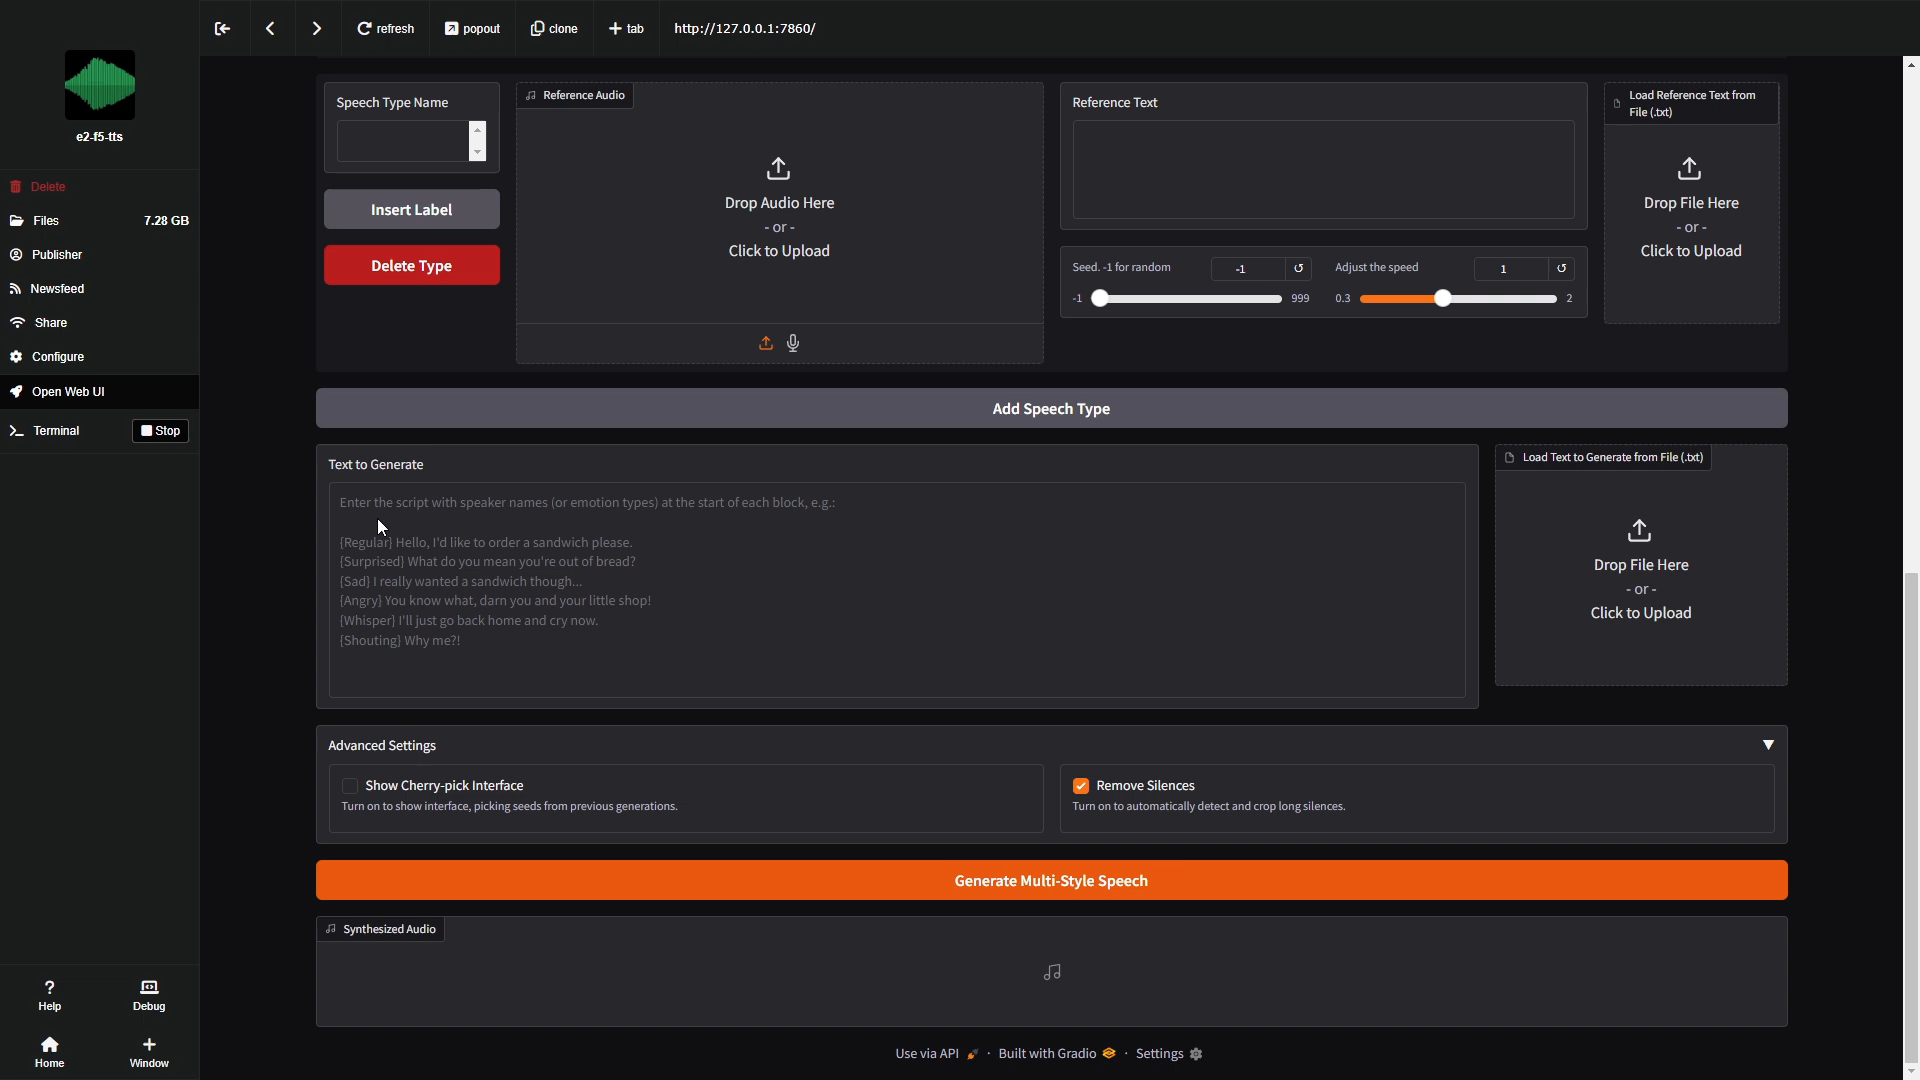 refresh
popout
clone
tab
http://127.0.0.1:7860/
e2-f5-tts
Delete
Files 7.28 GB
Publisher
Newsfeed
Share
Configure
Open Web UI
Terminal
Stop
Help
Debug
Home
Window
Speech Type Name
Insert Label
Delete Type
Reference Audio
Drop Audio Here
- or -
Click to Upload
Reference Text
Seed. -1 for random
-1
-1
999
Adjust the speed
1
0.3
2
Load Reference Text from
File (.txt)
Drop File Here
- or -
Click to Upload
Add Speech Type
Text to Generate
Enter the script with speaker names (or emotion types) at the start of each block, e.g.:
{Regular} Hello, I'd like to order a sandwich please.
{Surprised} What do you mean you're out of bread?
{Sad} I really wanted a sandwich though...
{Angry} You know what, darn you and your little shop!
{Whisper} I'll just go back home and cry now.
{Shouting} Why me?!
Load Text to Generate from File (.txt)
Drop File Here
- or -
Click to Upload
Advanced Settings
Show Cherry-pick Interface
Turn on to show interface, picking seeds from previous generations.
Remove Silences
Turn on to automatically detect and crop long silences.
Generate Multi-Style Speech
Synthesized Audio
Use via API · Built with Gradio · Settings